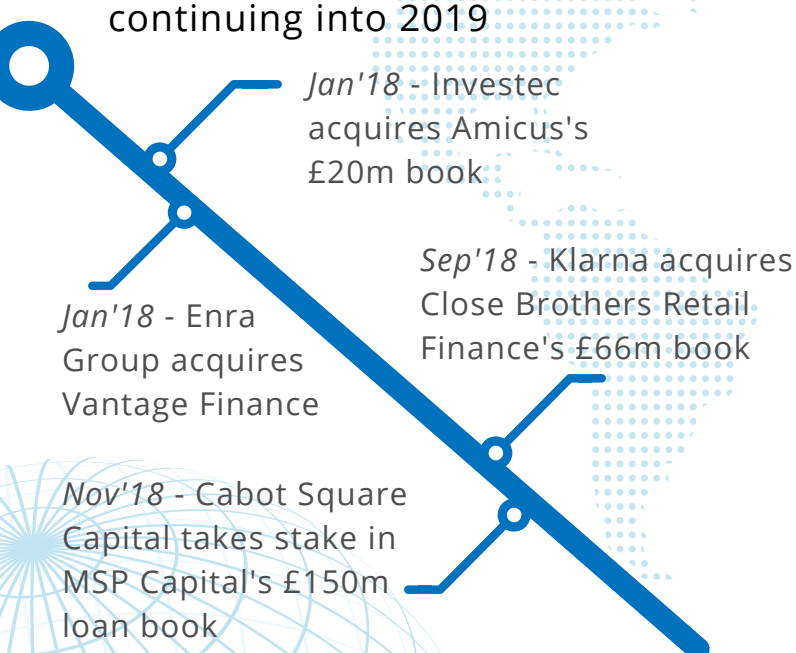 continuing into 2019
Jan'18 - Investec
acquires Amicus's
£20m book
Jan'18 - Enra
Group acquires
Vantage Finance
Sep'18 - Klarna acquires
Close Brothers Retail
Finance's £66m book
Nov'18 - Cabot Square
Capital takes stake in
MSP Capital's £150m
loan book